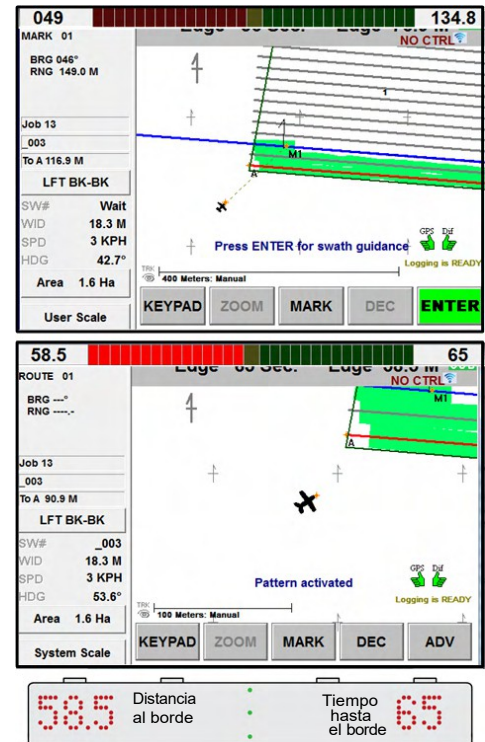 049 134.8
MARK 01
NO CTRL
BRG 046°
RNG 149.0 M
1
Job 13
_003
M1
To A 116.9 M
A
LFT BK-BK
SW# Wait
WID 18.3 M
SPD 3 KPH
HDG 42.7°
Press ENTER for swath guidance
GPS Dif
Logging is READY
TRK
400 Meters: Manual
Area 1.6 Ha
User Scale
KEYPAD ZOOM MARK DEC ENTER
58.5 65
ROUTE 01
NO CTRL
BRG ---°
RNG ----.-
M1
Job 13
_003
A
To A 90.9 M
LFT BK-BK
SW# _003
WID 18.3 M
SPD 3 KPH
HDG 53.6°
Pattern activated
GPS Dif
Logging is READY
TRK
100 Meters: Manual
Area 1.6 Ha
System Scale
KEYPAD ZOOM MARK DEC ADV
58.5 Distancia al borde
Tiempo hasta el borde 65